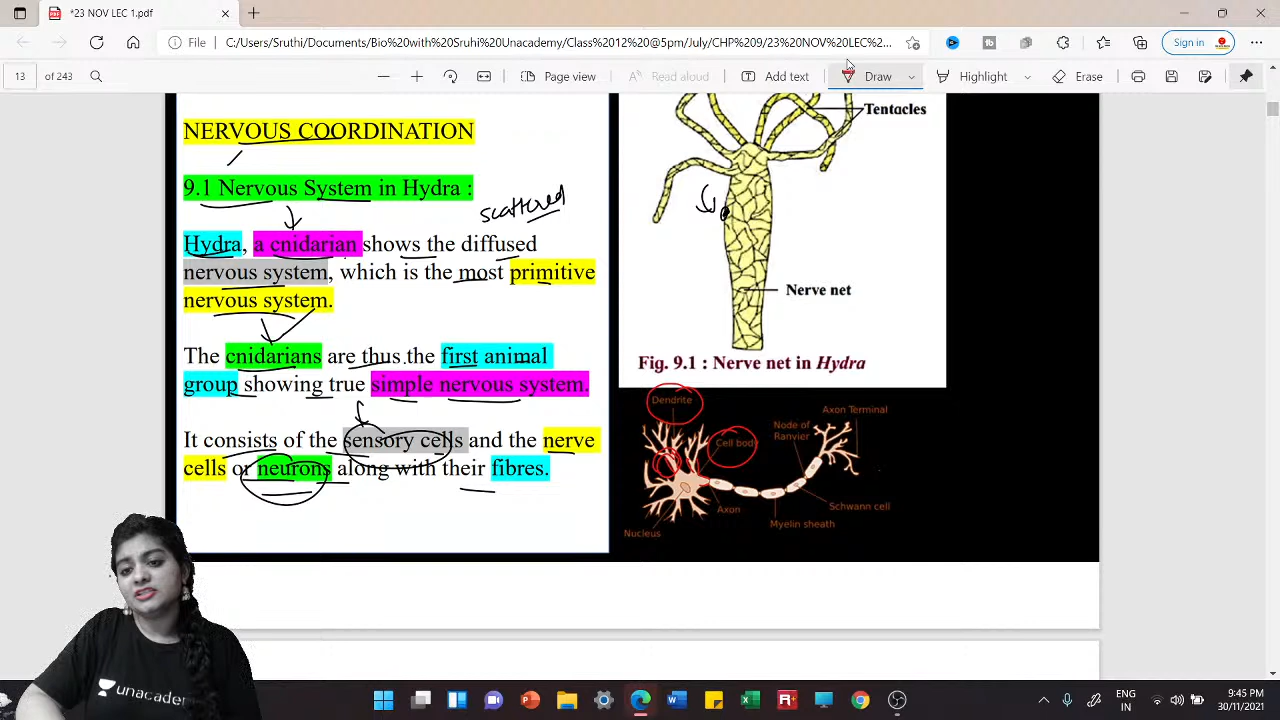 *23 NOV LEC 1.pdf
File
C:/Users/Sruthi/Downloads/Bio%20with%20Sruhi%20Unacademy/Class%2012%20@5pm/July/CHP%209/23%20NOV%20LEC%2...
Sign in
13 of 243
Page view
Read aloud
Add text
Draw
Highlight
Erase
NERVOUS COORDINATION
9.1 Nervous System in Hydra :
scattered
Hydra, a cnidarian shows the diffused
nervous system, which is the most primitive
nervous system.
The cnidarians are thus the first animal
group showing true simple nervous system.
It consists of the sensory cells and the nerve
cells or neurons along with their fibres.
Tentacles
Nerve net
Fig. 9.1 : Nerve net in Hydra
Dendrite
Axon Terminal
Node of
Ranvier
Cell body
Schwann cell
Axon
Myelin sheath
Nucleus
unacademy
ENG
IN
9:45 PM
30/11/2021